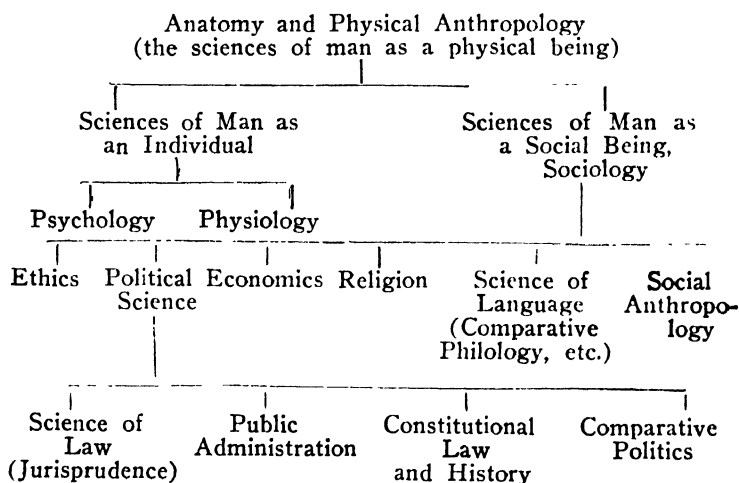 Anatomy and Physical Anthropology
(the sciences of man as a physical being)
Sciences of Man as
an Individual
Sciences of Man as
a Social Being,
Sociology
Psychology
Physiology
Ethics
Political
Science
Economics
Religion
Science of
Language
(Comparative
Philology, etc.)
Social
Anthropo-
logy
Science of
Law
(Jurisprudence)
Public
Administration
Constitutional
Law
and History
Comparative
Politics